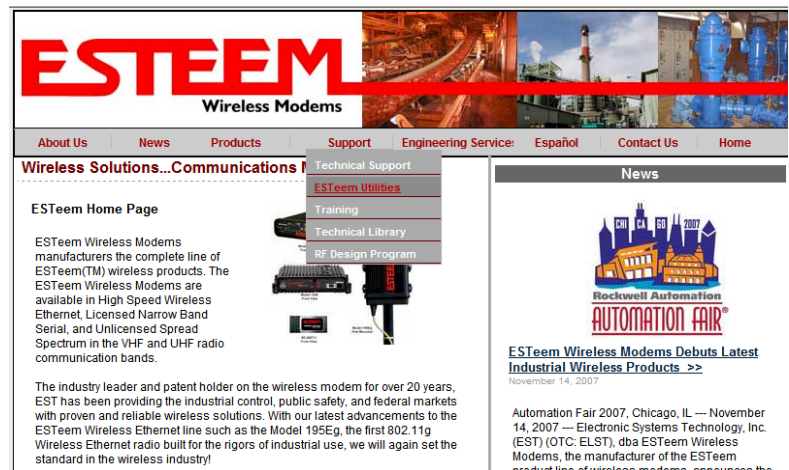 ESTEEM
Wireless Modems
About Us News Products Support Engineering Service: Español Contact Us Home
Wireless Solutions...Communications
Technical Support
ESTeem Utilities
Training
Technical Library
RF Design Program
ESTeem Home Page
ESTeem Wireless Modems
manufacturers the complete line of
ESTeem(TM) wireless products. The
ESTeem Wireless Modems are
available in High Speed Wireless
Ethernet, Licensed Narrow Band
Serial, and Unlicensed Spread
Spectrum in the VHF and UHF radio
communication bands.
ESTEEM
The industry leader and patent holder on the wireless modem for over 20 years,
EST has been providing the industrial control, public safety, and federal markets
with proven and reliable wireless solutions. With our latest advancements to the
ESTeem Wireless Ethernet line such as the Model 195Eg, the first 802.11g
Wireless Ethernet radio built for the rigors of industrial use, we will again set the
standard in the wireless industry!
News
CHI CA GO 2007
Rockwell Automation
AUTOMATION FAIR®
ESTeem Wireless Modems Debuts Latest
Industrial Wireless Products >>
November 14, 2007
Automation Fair 2007, Chicago, IL --- November
14, 2007 --- Electronic Systems Technology, Inc.
(EST) (OTC: ELST), dba ESTeem Wireless
Modems, the manufacturer of the ESTeem
product line of wireless modems, announces the